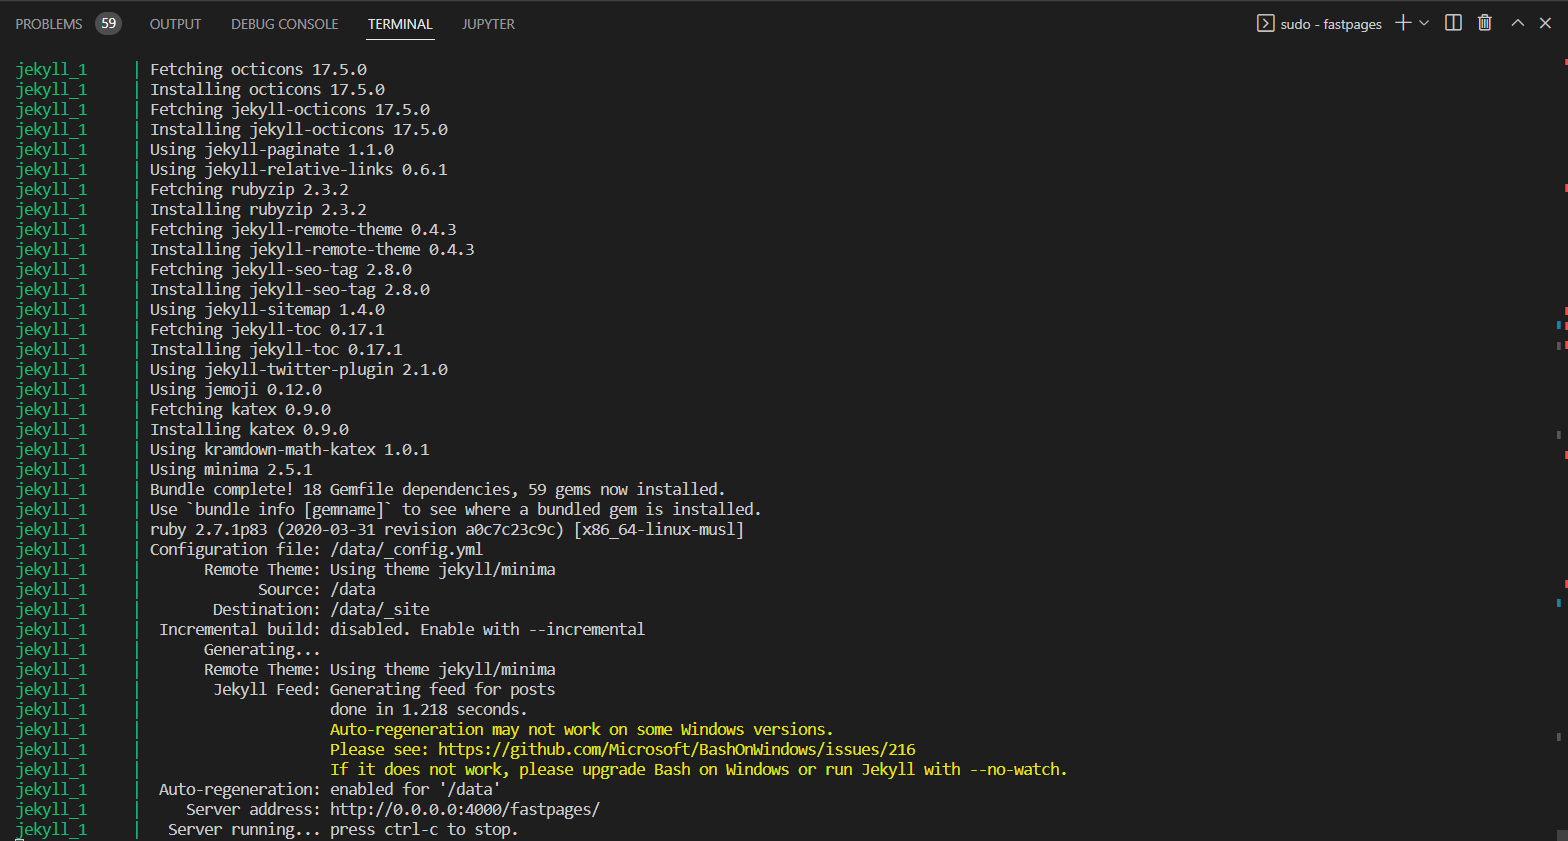 PROBLEMS 59 OUTPUT DEBUG CONSOLE TERMINAL JUPYTER sudo - fastpages
jekyll_1 | Fetching octicons 17.5.0
jekyll_1 | Installing octicons 17.5.0
jekyll_1 | Fetching jekyll-octicons 17.5.0
jekyll_1 | Installing jekyll-octicons 17.5.0
jekyll_1 | Using jekyll-paginate 1.1.0
jekyll_1 | Using jekyll-relative-links 0.6.1
jekyll_1 | Fetching rubyzip 2.3.2
jekyll_1 | Installing rubyzip 2.3.2
jekyll_1 | Fetching jekyll-remote-theme 0.4.3
jekyll_1 | Installing jekyll-remote-theme 0.4.3
jekyll_1 | Fetching jekyll-seo-tag 2.8.0
jekyll_1 | Installing jekyll-seo-tag 2.8.0
jekyll_1 | Using jekyll-sitemap 1.4.0
jekyll_1 | Fetching jekyll-toc 0.17.1
jekyll_1 | Installing jekyll-toc 0.17.1
jekyll_1 | Using jekyll-twitter-plugin 2.1.0
jekyll_1 | Using jemoji 0.12.0
jekyll_1 | Fetching katex 0.9.0
jekyll_1 | Installing katex 0.9.0
jekyll_1 | Using kramdown-math-katex 1.0.1
jekyll_1 | Using minima 2.5.1
jekyll_1 | Bundle complete! 18 Gemfile dependencies, 59 gems now installed.
jekyll_1 | Use `bundle info [gemname]` to see where a bundled gem is installed.
jekyll_1 | ruby 2.7.1p83 (2020-03-31 revision a0c7c23c9c) [x86_64-linux-musl]
jekyll_1 | Configuration file: /data/_config.yml
jekyll_1 | Remote Theme: Using theme jekyll/minima
jekyll_1 | Source: /data
jekyll_1 | Destination: /data/_site
jekyll_1 | Incremental build: disabled. Enable with --incremental
jekyll_1 | Generating...
jekyll_1 | Remote Theme: Using theme jekyll/minima
jekyll_1 | Jekyll Feed: Generating feed for posts
jekyll_1 | done in 1.218 seconds.
jekyll_1 | Auto-regeneration may not work on some Windows versions.
jekyll_1 | Please see: https://github.com/Microsoft/BashOnWindows/issues/216
jekyll_1 | If it does not work, please upgrade Bash on Windows or run Jekyll with --no-watch.
jekyll_1 | Auto-regeneration: enabled for '/data'
jekyll_1 | Server address: http://0.0.0.0:4000/fastpages/
jekyll_1 | Server running... press ctrl-c to stop.